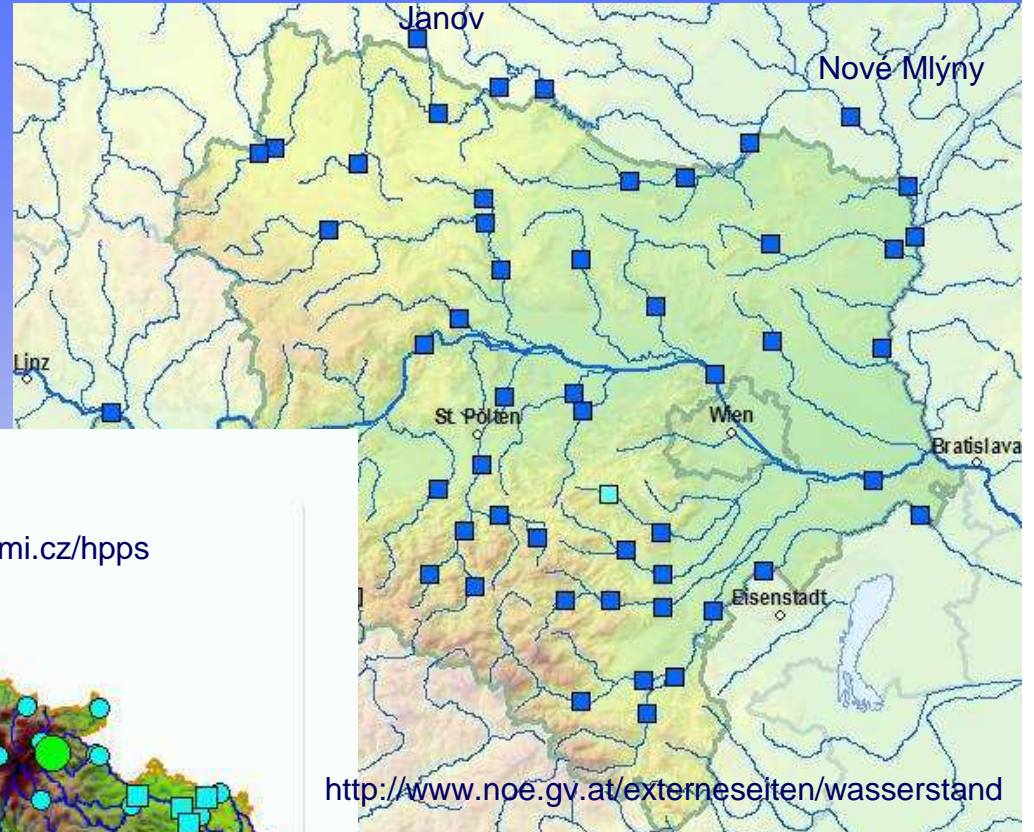 Janov
Nové Mlýny
Linz
St. Pölten
Wien
Bratislava
mi.cz/hpps
Eisenstadt
http://www.noe.gv.at/externeseiten/wasserstand